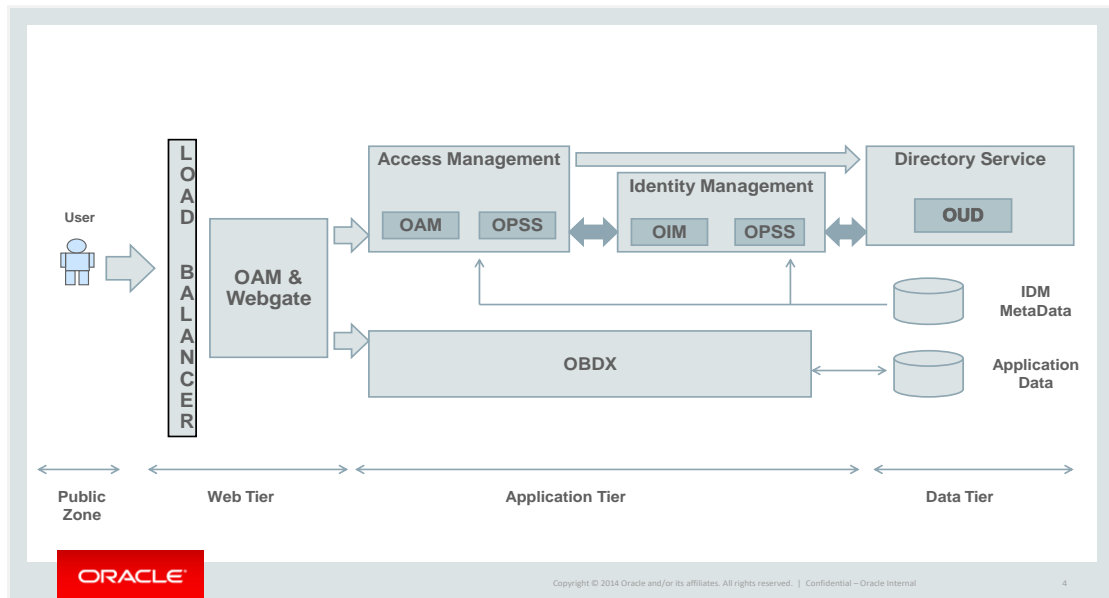 User
LOAD BALANCER
OAM &
Webgate
Access Management
OAM
OPSS
Identity Management
OIM
OPSS
Directory Service
OUD
IDM
MetaData
OBDX
Application
Data
Public
Zone
Web Tier
Application Tier
Data Tier
ORACLE®
Copyright © 2014 Oracle and/or its affiliates. All rights reserved. | Confidential – Oracle Internal
4